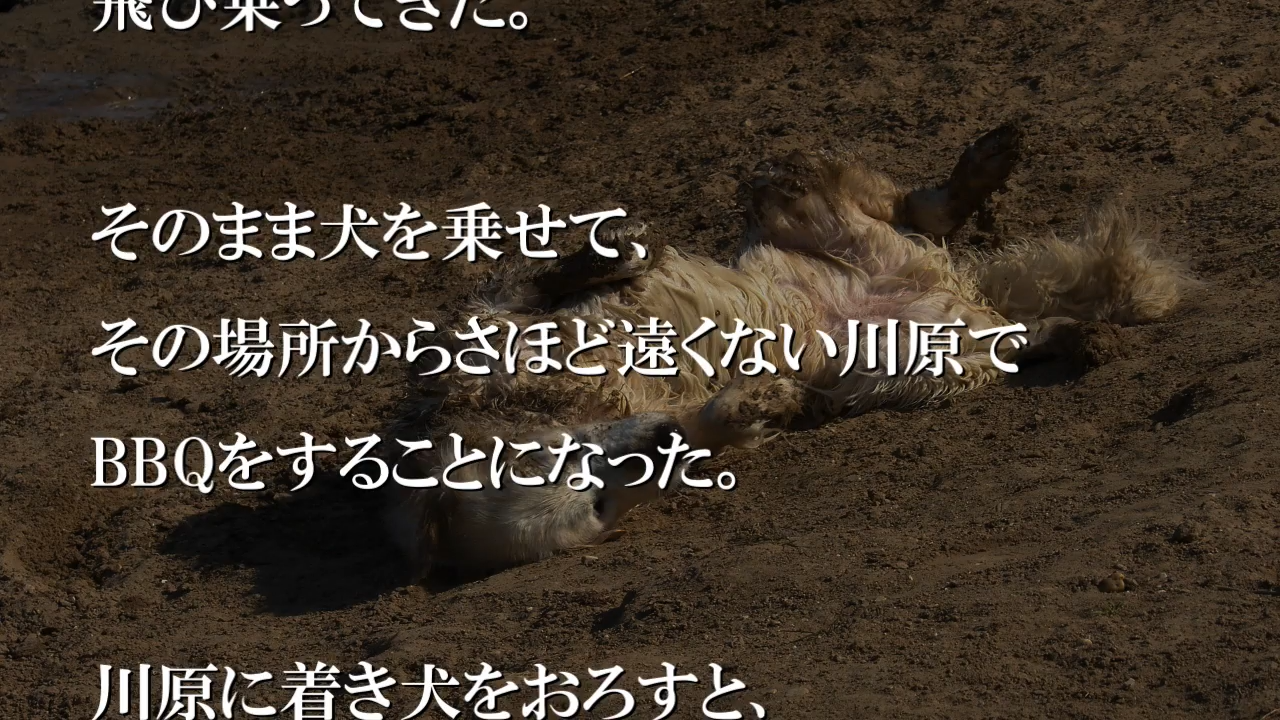 飛び乗ってきた。
そのまま犬を乗せて、
その場所からさほど遠くない川原で
BBQをすることになった。
川原に着き犬をおろすと、